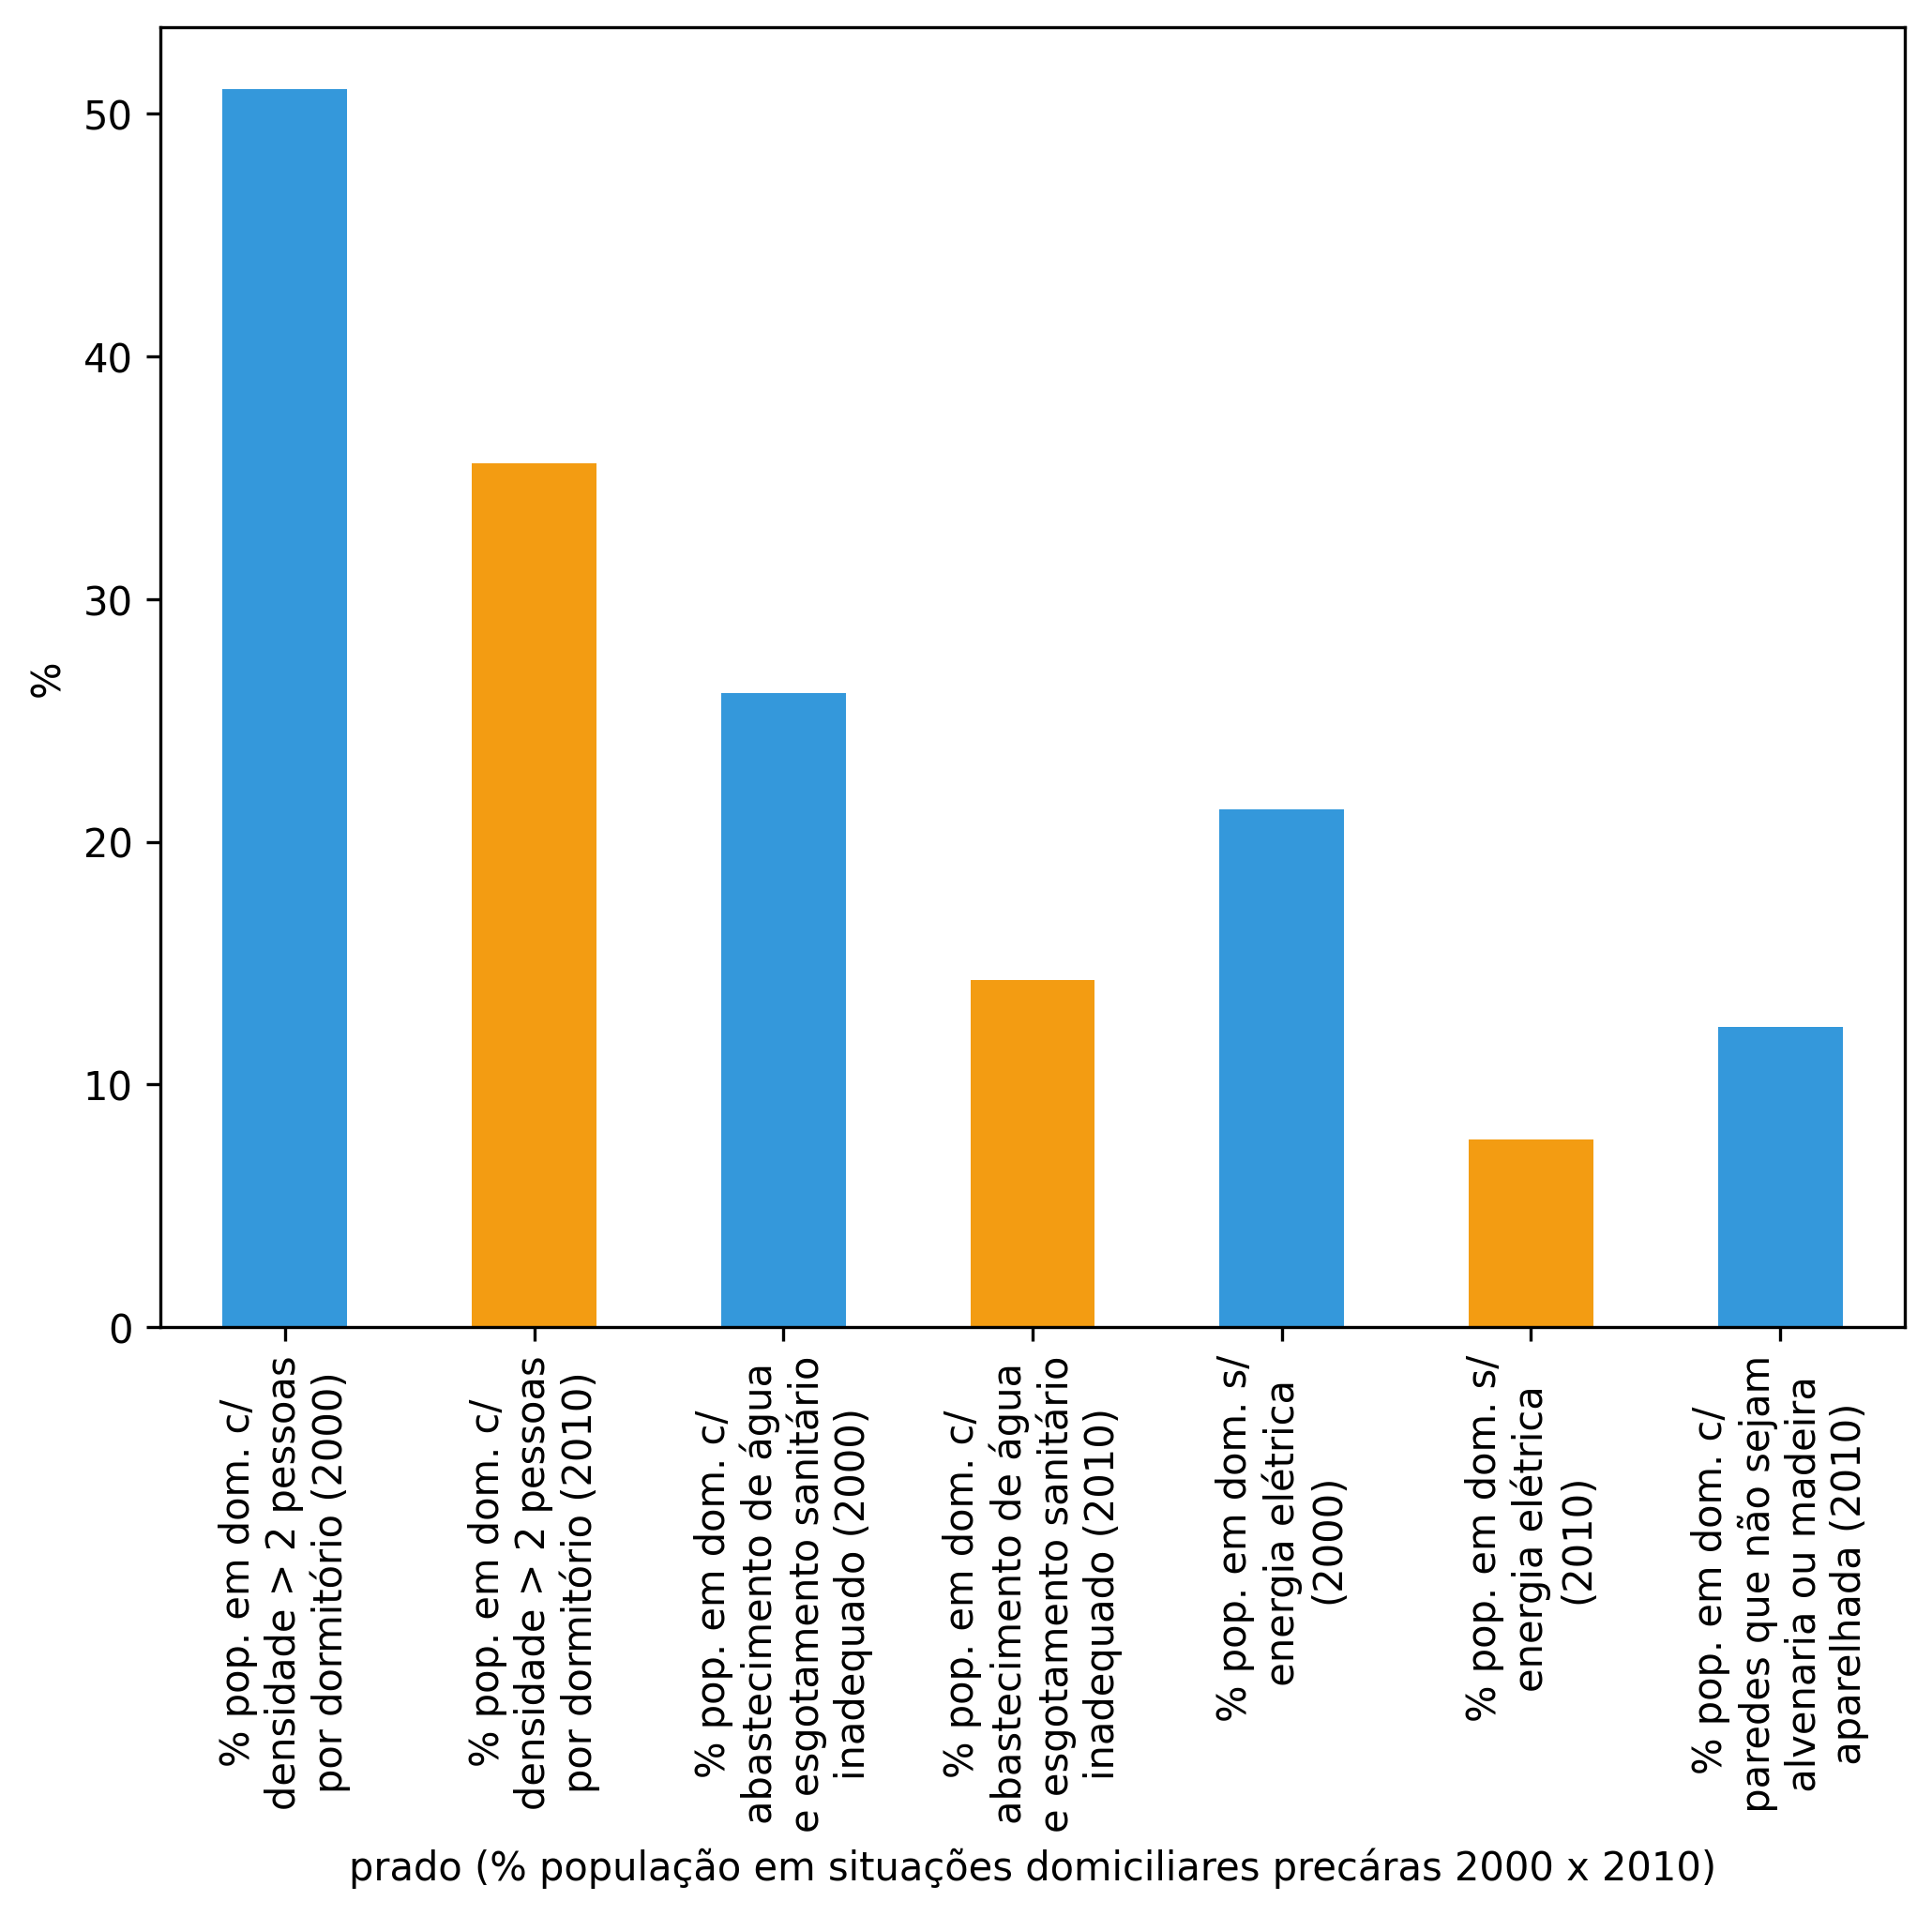 50
40
30
20
10
0
%
% pop. em dom. c/
densidade > 2 pessoas
por dormitório (2000)
% pop. em dom. c/
densidade > 2 pessoas
por dormitório (2010)
% pop. em dom. c/
abastecimento de água
e esgotamento sanitário
inadequado (2000)
% pop. em dom. c/
abastecimento de água
e esgotamento sanitário
inadequado (2010)
% pop. em dom. s/
energia elétrica
(2000)
% pop. em dom. s/
energia elétrica
(2010)
% pop. em dom. c/
paredes que não sejam
alvenaria ou madeira
aparelhada (2010)
prado (% população em situações domiciliares precáras 2000 x 2010)